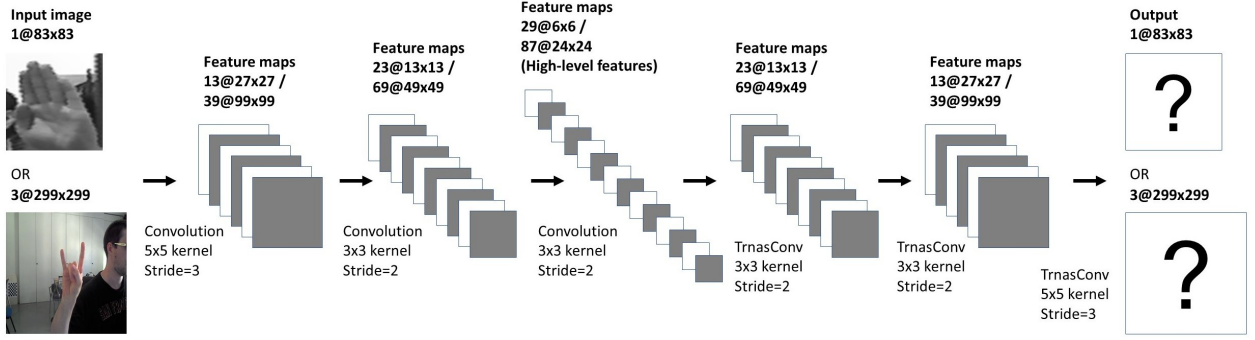 Input image
1@83x83
OR
3@299x299
Feature maps
13@27x27 /
39@99x99
Convolution
5x5 kernel
Stride=3
Feature maps
23@13x13 /
69@49x49
Convolution
3x3 kernel
Stride=2
Feature maps
29@6x6 /
87@24x24
(High-level features)
Convolution
3x3 kernel
Stride=2
Feature maps
23@13x13 /
69@49x49
TrnasConv
3x3 kernel
Stride=2
Feature maps
13@27x27 /
39@99x99
TrnasConv
3x3 kernel
Stride=2
TrnasConv
5x5 kernel
Stride=3
Output
1@83x83
?
OR
3@299x299
?